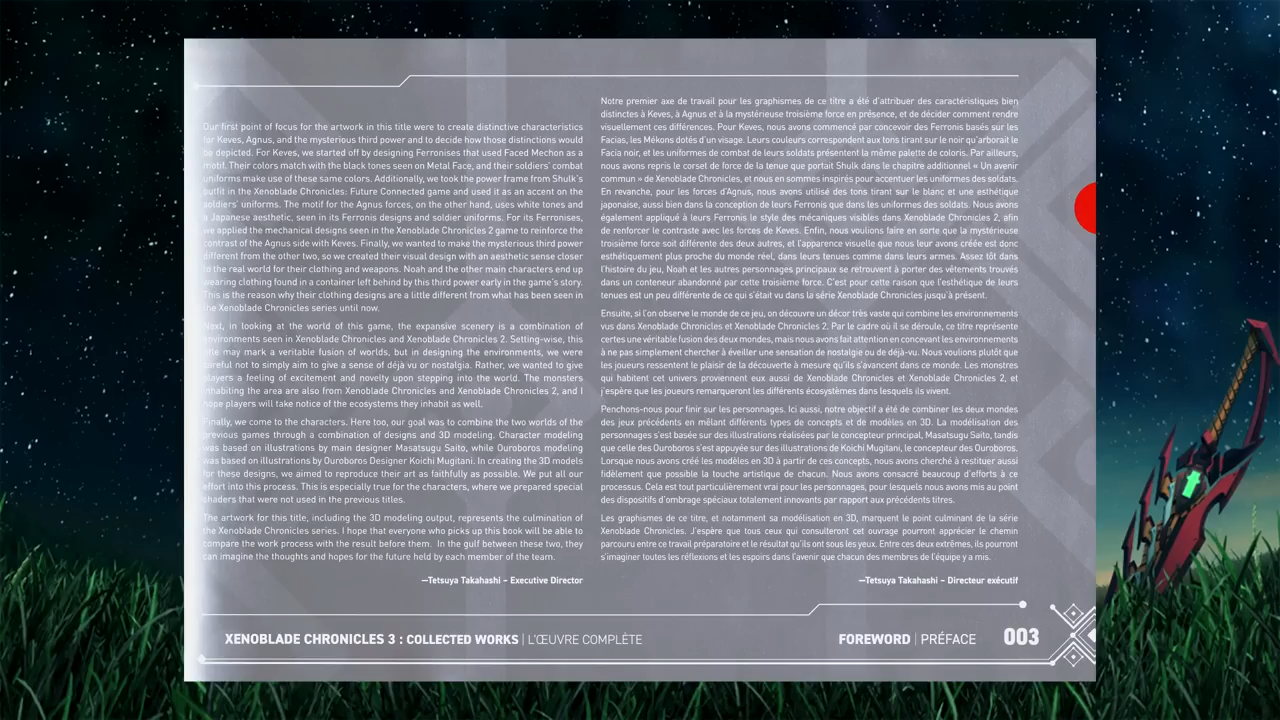 Our first point of focus for the artwork in this title were to create distinctive characteristics
for Keves, Agnus, and the mysterious third power and to decide how those distinctions would
be depicted. For Keves, we started off by designing Ferronises that used Faced Mechon as a
motif. Their colors match with the black tones seen on Metal Face, and their soldiers' combat
uniforms make use of these same colors. Additionally, we took the power frame from Shulk's
outfit in the Xenoblade Chronicles: Future Connected game and used it as an accent on the
soldiers' uniforms. The motif for the Agnus forces, on the other hand, uses white tones and
a Japanese aesthetic, seen in its Ferronis designs and soldier uniforms. For its Ferronises,
we applied the mechanical designs seen in the Xenoblade Chronicles 2 game to reinforce the
contrast of the Agnus side with Keves. Finally, we wanted to make the mysterious third power
different from the other two, so we created their visual design with an aesthetic sense closer
to the real world for their clothing and weapons. Noah and the other main characters end up
wearing clothing found in a container left behind by this third power early in the game's story.
This is the reason why their clothing designs are a little different from what has been seen in
the Xenoblade Chronicles series until now.
Next, in looking at the world of this game, the expansive scenery is a combination of
environments seen in Xenoblade Chronicles and Xenoblade Chronicles 2. Setting-wise, this
title may mark a veritable fusion of worlds, but in designing the environments, we were
careful not to simply aim to give a sense of déjà vu or nostalgia. Rather, we wanted to give
players a feeling of excitement and novelty upon stepping into the world. The monsters
inhabiting the area are also from Xenoblade Chronicles and Xenoblade Chronicles 2, and I
hope players will take notice of the ecosystems they inhabit as well.
Finally, we come to the characters. Here too, our goal was to combine the two worlds of the
previous games through a combination of designs and 3D modeling. Character modeling
was based on illustrations by main designer Masatsugu Saito, while Ouroboros modeling
was based on illustrations by Ouroboros Designer Koichi Mugitani. In creating the 3D models
for these designs, we aimed to reproduce their art as faithfully as possible. We put all our
effort into this process. This is especially true for the characters, where we prepared special
shaders that were not used in the previous titles.
The artwork for this title, including the 3D modeling output, represents the culmination of
the Xenoblade Chronicles series. I hope that everyone who picks up this book will be able to
compare the work process with the result before them. In the gulf between these two, they
can imagine the thoughts and hopes for the future held by each member of the team.
—Tetsuya Takahashi – Executive Director
Notre premier axe de travail pour les graphismes de ce titre a été d'attribuer des caractéristiques bien
distinctes à Keves, à Agnus et à la mystérieuse troisième force en présence, et de décider comment rendre
visuellement ces différences. Pour Keves, nous avons commencé par concevoir des Ferronis basés sur les
Facias, les Mékons dotés d'un visage. Leurs couleurs correspondent aux tons tirant sur le noir qu'arborait le
Facia noir, et les uniformes de combat de leurs soldats présentent la même palette de coloris. Par ailleurs,
nous avons repris le corset de force de la tenue que portait Shulk dans le chapitre additionnel « Un avenir
commun » de Xenoblade Chronicles, et nous en sommes inspirés pour accentuer les uniformes des soldats.
En revanche, pour les forces d'Agnus, nous avons utilisé des tons tirant sur le blanc et une esthétique
japonaise, aussi bien dans la conception de leurs Ferronis que dans les uniformes des soldats. Nous avons
également appliqué à leurs Ferronis le style des mécaniques visibles dans Xenoblade Chronicles 2, afin
de renforcer le contraste avec les forces de Keves. Enfin, nous voulions faire en sorte que la mystérieuse
troisième force soit différente des deux autres, et l'apparence visuelle que nous leur avons créée est donc
esthétiquement plus proche du monde réel, dans leurs tenues comme dans leurs armes. Assez tôt dans
l'histoire du jeu, Noah et les autres personnages principaux se retrouvent à porter des vêtements trouvés
dans un conteneur abandonné par cette troisième force. C'est pour cette raison que l'esthétique de leurs
tenues est un peu différente de ce qui s'était vu dans la série Xenoblade Chronicles jusqu'à présent.
Ensuite, si l'on observe le monde de ce jeu, on découvre un décor très vaste qui combine les environnements
vus dans Xenoblade Chronicles et Xenoblade Chronicles 2. Par le cadre où il se déroule, ce titre représente
certes une véritable fusion des deux mondes, mais nous avons fait attention en concevant les environnements
à ne pas simplement chercher à éveiller une sensation de nostalgie ou de déjà-vu. Nous voulions plutôt que
les joueurs ressentent le plaisir de la découverte à mesure qu'ils s'avancent dans ce monde. Les monstres
qui habitent cet univers proviennent eux aussi de Xenoblade Chronicles et Xenoblade Chronicles 2, et
j'espère que les joueurs remarqueront les différents écosystèmes dans lesquels ils vivent.
Penchons-nous pour finir sur les personnages. Ici aussi, notre objectif a été de combiner les deux mondes
des jeux précédents en mêlant différents types de concepts et de modèles en 3D. La modélisation des
personnages s'est basée sur des illustrations réalisées par le concepteur principal, Masatsugu Saito, tandis
que celle des Ouroboros s'est appuyée sur des illustrations de Koichi Mugitani, le concepteur des Ouroboros.
Lorsque nous avons créé les modèles en 3D à partir de ces concepts, nous avons cherché à restituer aussi
fidèlement que possible la touche artistique de chacun. Nous avons consacré beaucoup d'efforts à ce
processus. Cela est tout particulièrement vrai pour les personnages, pour lesquels nous avons mis au point
des dispositifs d'ombrage spéciaux totalement innovants par rapport aux précédents titres.
Les graphismes de ce titre, et notamment sa modélisation en 3D, marquent le point culminant de la série
Xenoblade Chronicles. J'espère que tous ceux qui consulteront cet ouvrage pourront apprécier le chemin
parcouru entre ce travail préparatoire et le résultat qu'ils ont sous les yeux. Entre ces deux extrêmes, ils pourront
s'imaginer toutes les réflexions et les espoirs dans l'avenir que chacun des membres de l'équipe y a mis.
—Tetsuya Takahashi – Directeur exécutif
XENOBLADE CHRONICLES 3 : COLLECTED WORKS | L'ŒUVRE COMPLÈTE
FOREWORD | PRÉFACE 003